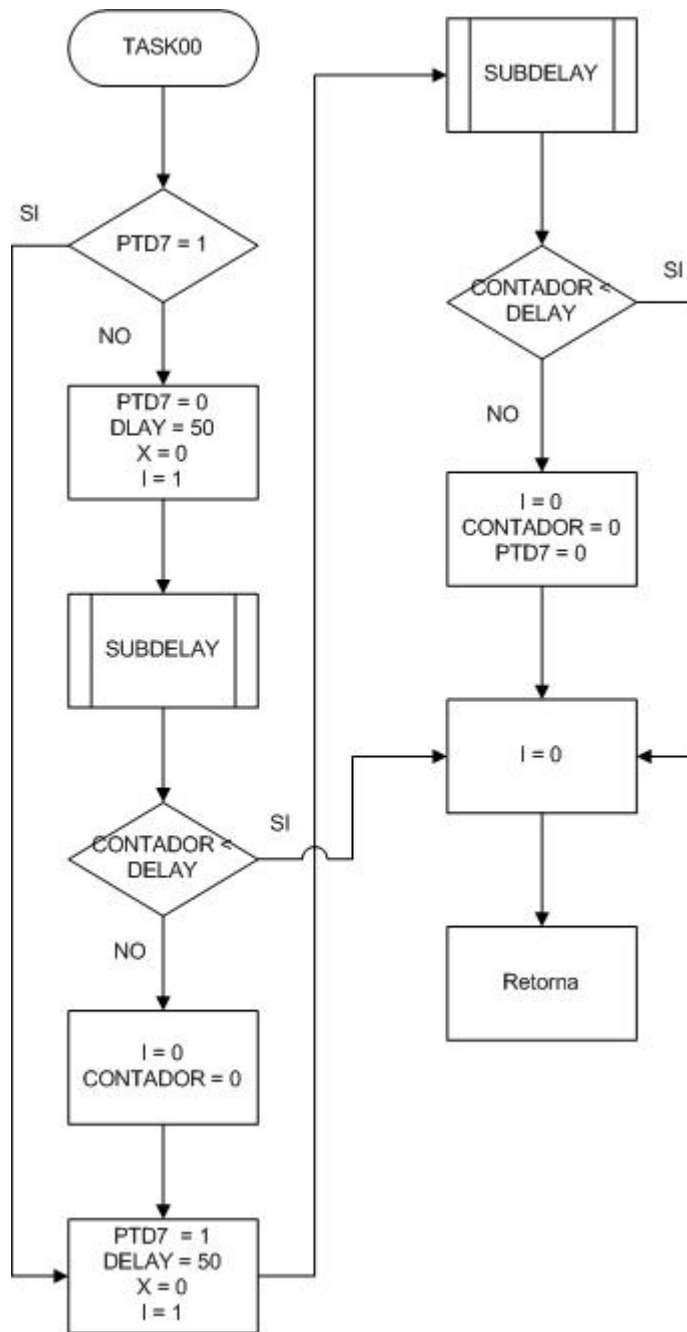 TASK00
SI
PTD7 = 1
NO
PTD7 = 0
DLAY = 50
X = 0
I = 1
SUBDELAY
CONTADOR <
DELAY
SI
NO
I = 0
CONTADOR = 0
PTD7 = 1
DELAY = 50
X = 0
I = 1
SUBDELAY
CONTADOR <
DELAY
SI
NO
I = 0
CONTADOR = 0
PTD7 = 0
I = 0
Retorna